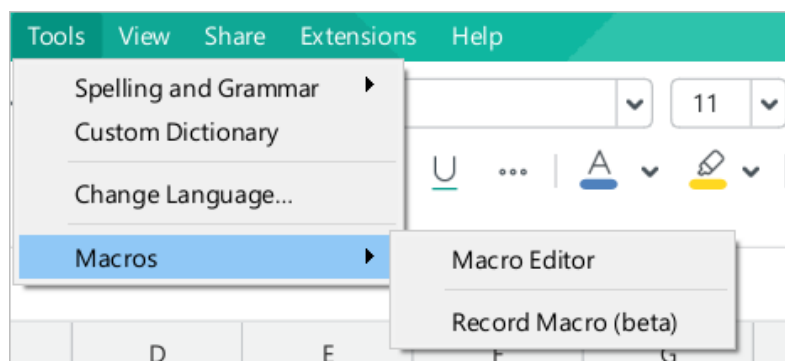 Tools View Share Extensions Help
Spelling and Grammar
11
Custom Dictionary
U A
Change Language...
Macros
Macro Editor
Record Macro (beta)
D E F G